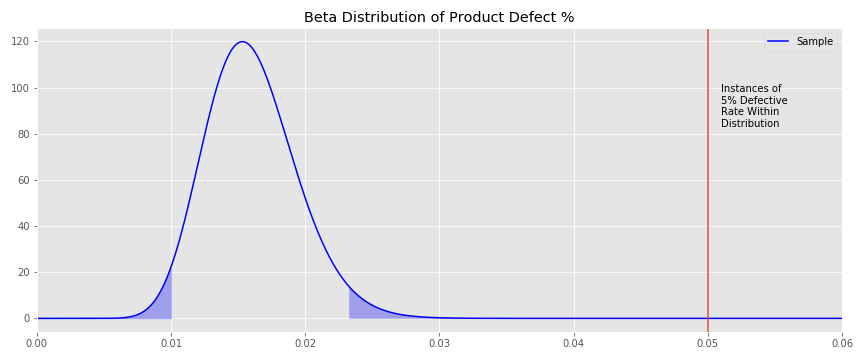 Beta Distribution of Product Defect %
120
100
80
60
40
20
0
Sample
Instances of
5% Defective
Rate Within
Distribution
0.00 0.01 0.02 0.03 0.04 0.05 0.06